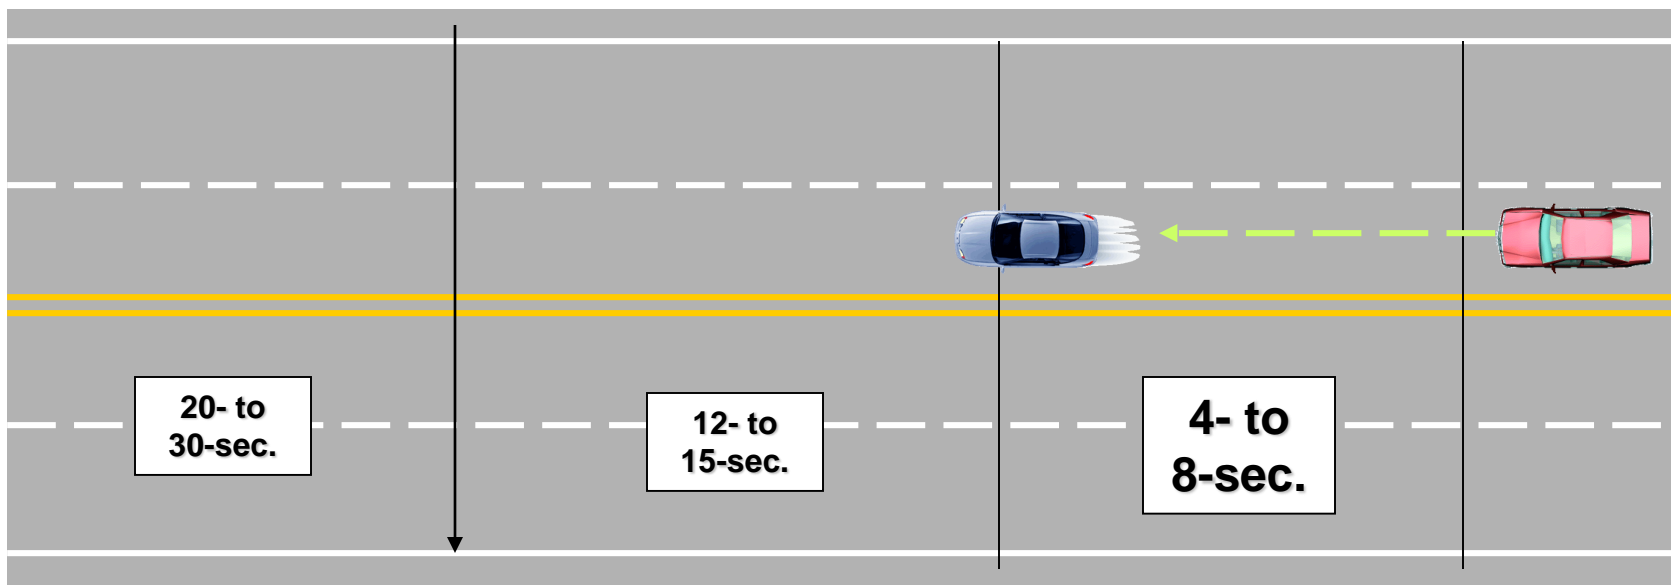 20- to
30-sec.
12- to
15-sec.
4- to
8-sec.